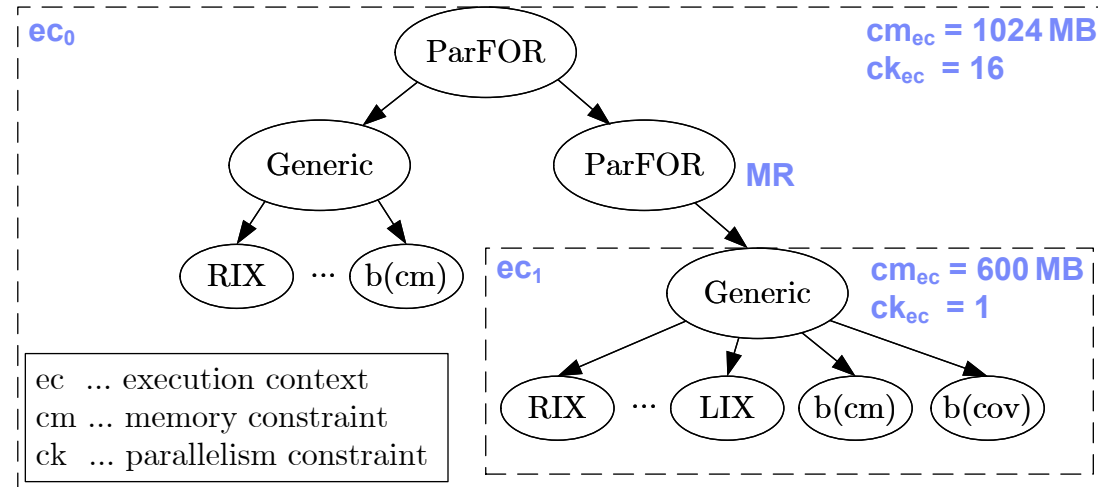 ec0
ParFOR
cmec = 1024 MB
ckec = 16
Generic
ParFOR
MR
RIX ... b(cm)
ec1
Generic
cmec = 600 MB
ckec = 1
RIX ... LIX b(cm) b(cov)
ec ... execution context
cm ... memory constraint
ck ... parallelism constraint